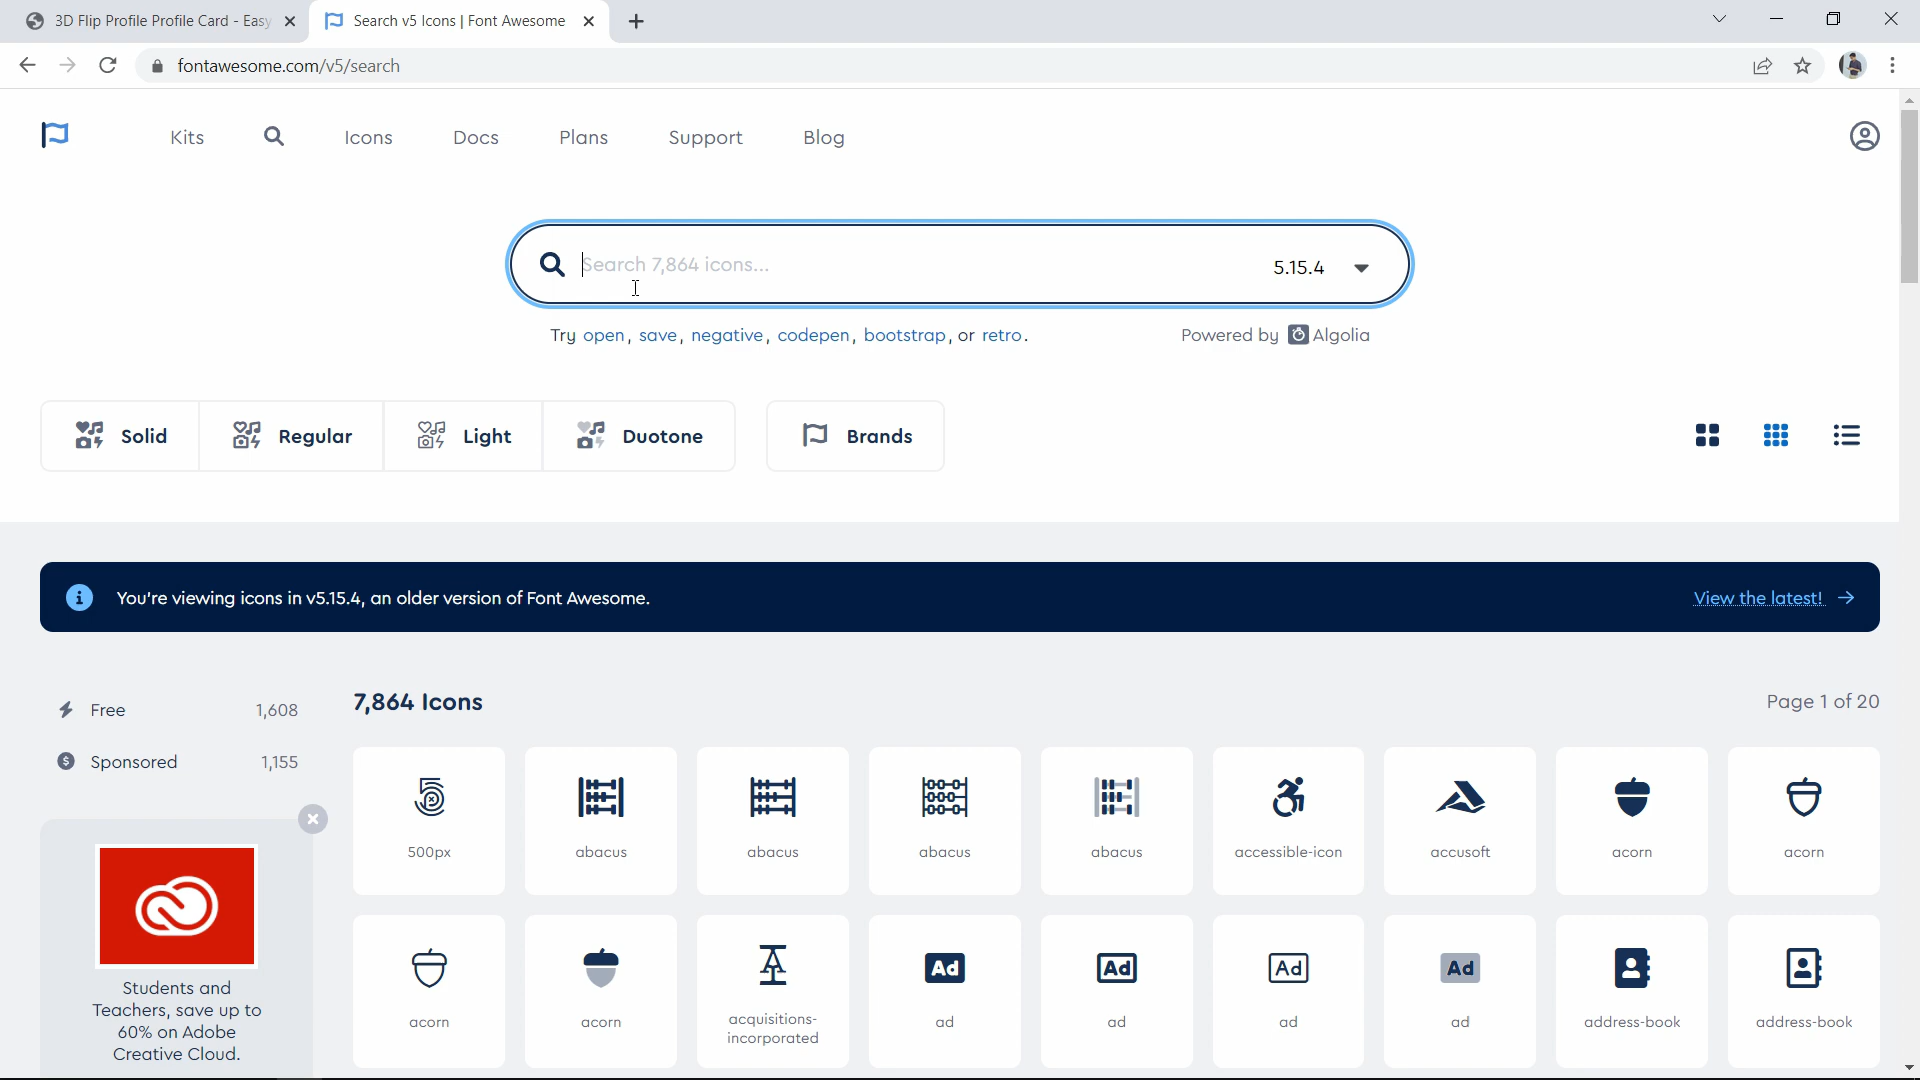 3D Flip Profile Profile Card - Easy
Search v5 Icons | Font Awesome
fontawesome.com/v5/search
Kits
Icons
Docs
Plans
Support
Blog
Search 7,864 icons...
5.15.4
Try open, save, negative, codepen, bootstrap, or retro.
Powered by Algolia
Solid
Regular
Light
Duotone
Brands
You're viewing icons in v5.15.4, an older version of Font Awesome.
View the latest!
Free 1,608
Sponsored 1,155
7,864 Icons
Page 1 of 20
500px
abacus
abacus
abacus
abacus
accessible-icon
accusoft
acorn
acorn
acorn
acorn
acquisitions-
incorporated
Ad
ad
Ad
ad
Ad
ad
Ad
ad
address-book
address-book
Students and
Teachers, save up to
60% on Adobe
Creative Cloud.